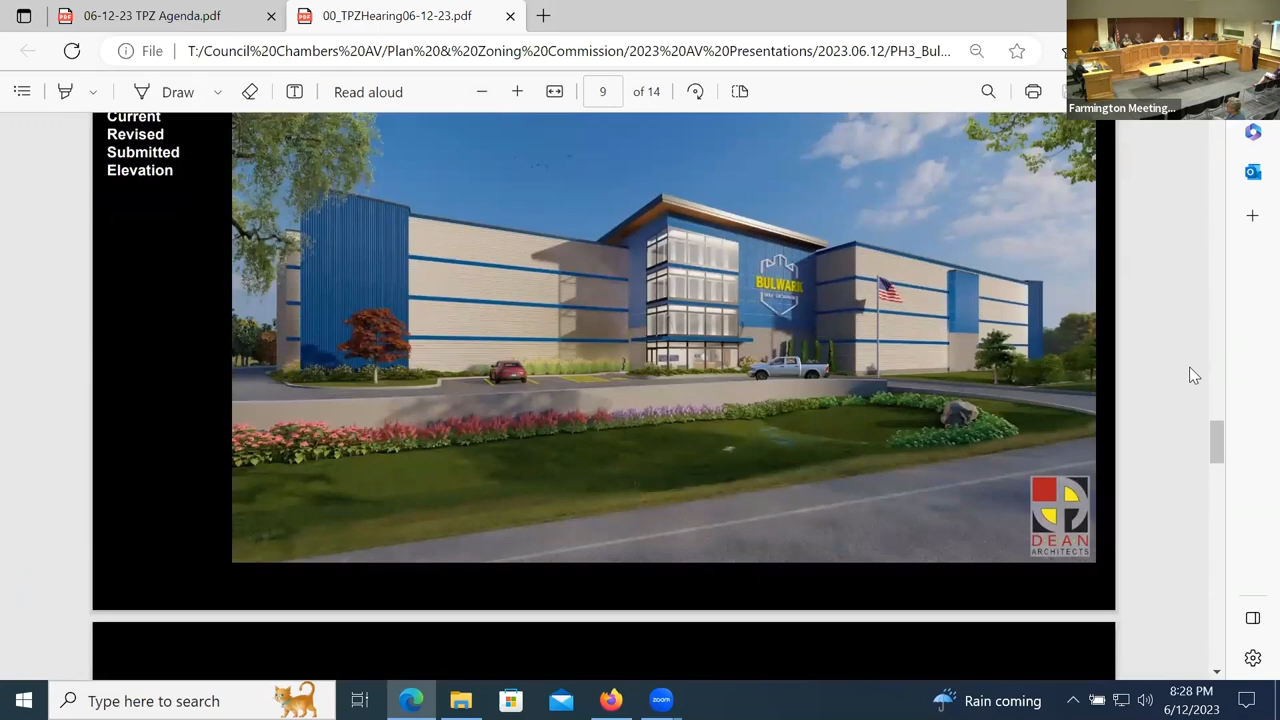 06-12-23 TPZ Agenda.pdf
00_TPZHearing06-12-23.pdf
File
T:/Council%20Chambers%20AV/Plan%20&%20Zoning%20Commission/2023%20AV%20Presentations/2023.06.12/PH3_Bul...
Draw
Read aloud
9
of 14
Farmington Meeting...
Current
Revised
Submitted
Elevation
BULWARK
DEAN
ARCHITECTS
Type here to search
zoom
Rain coming
8:28 PM
6/12/2023